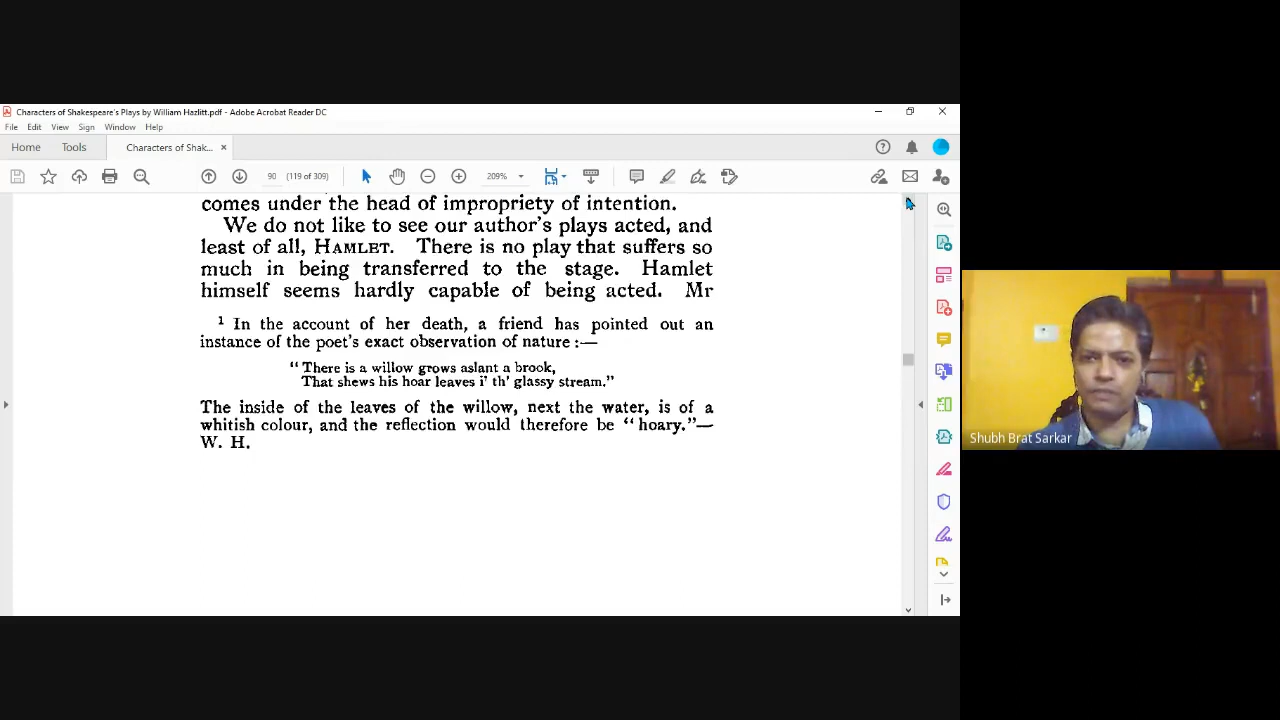 Characters of Shakespeare's Plays by William Hazlitt.pdf - Adobe Acrobat Reader DC
File Edit View Sign Window Help
Home Tools Characters of Shak... ×
90 (119 of 309) 209%
comes under the head of impropriety of intention.
We do not like to see our author's plays acted, and
least of all, HAMLET. There is no play that suffers so
much in being transferred to the stage. Hamlet
himself seems hardly capable of being acted. Mr
¹ In the account of her death, a friend has pointed out an
instance of the poet's exact observation of nature :—
“ There is a willow grows aslant a brook,
That shews his hoar leaves i' th' glassy stream.”
The inside of the leaves of the willow, next the water, is of a
whitish colour, and the reflection would therefore be “ hoary.”—
W. H.
Shubh Brat Sarkar